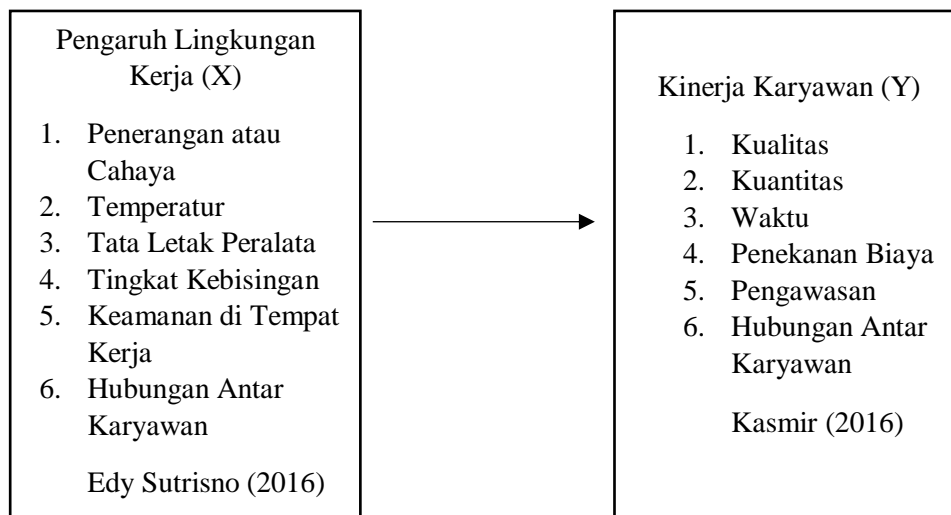 Pengaruh Lingkungan
Kerja (X)
1. Penerangan atau
Cahaya
2. Temperatur
3. Tata Letak Peralata
4. Tingkat Kebisingan
5. Keamanan di Tempat
Kerja
6. Hubungan Antar
Karyawan
Edy Sutrisno (2016)
Kinerja Karyawan (Y)
1. Kualitas
2. Kuantitas
3. Waktu
4. Penekanan Biaya
5. Pengawasan
6. Hubungan Antar
Karyawan
Kasmir (2016)